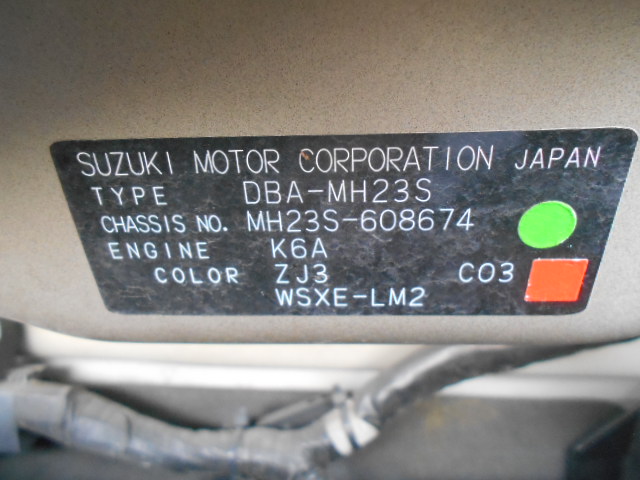 SUZUKI MOTOR CORPORATION JAPAN
TYPE DBA-MH23S
CHASSIS NO. MH23S-608674
ENGINE K6A
COLOR ZJ3 C03
WSXE-LM2